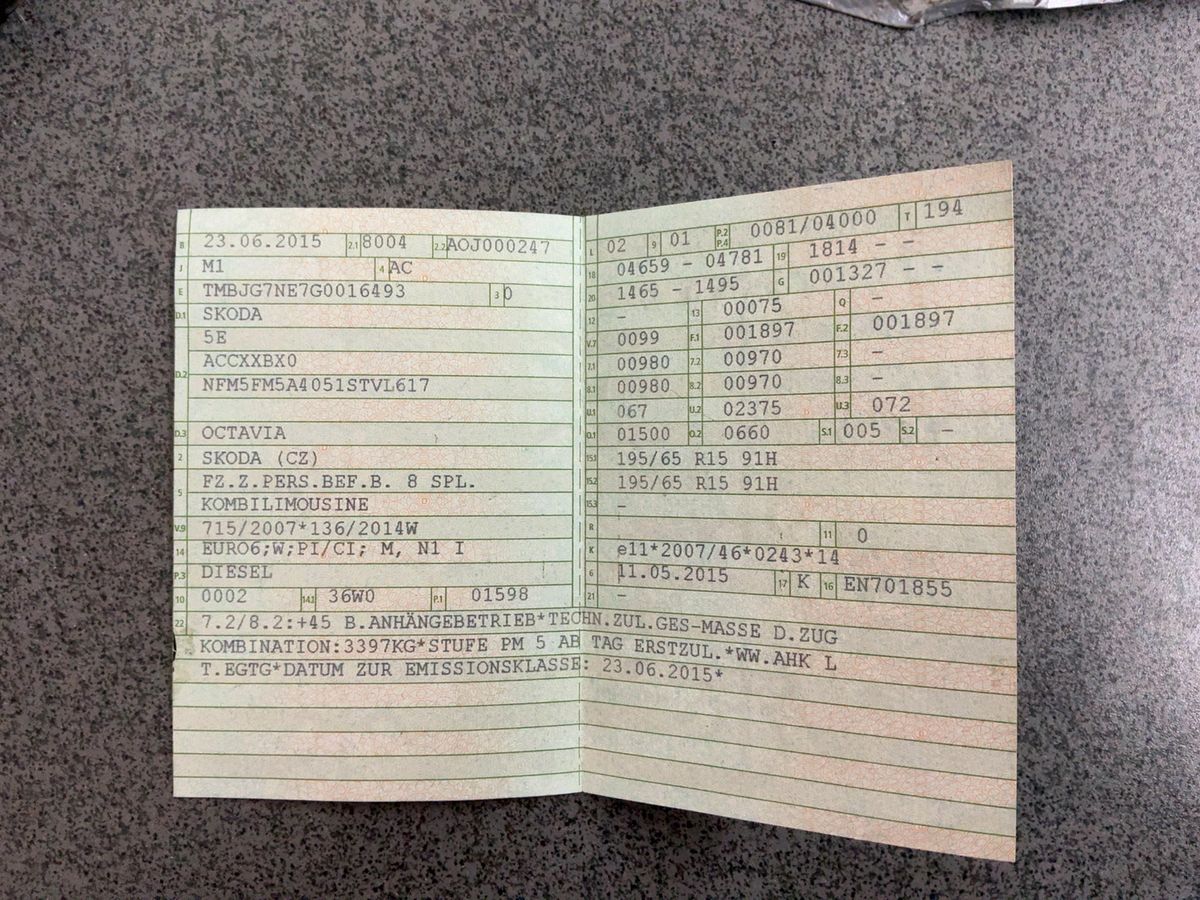 B 23.06.2015 2.1 8004 2.2 AOJ000247
J M1 4 AC
E TMBJG7NE7G0016493 3 0
D.1 SKODA
5E
D.2 ACCXXBX0
NFM5FM5A4051STVL617
D.3 OCTAVIA
2 SKODA (CZ)
5 FZ.Z.PERS.BEF.B. 8 SPL.
KOMBILIMOUSINE
V.9 715/2007*136/2014W
14 EURO6;W;PI/CI; M, N1 I
P.3 DIESEL
10 0002 14.1 36W0 P.1 01598
L 02 9 01 P.2 P.4 0081/04000 T 194
18 04659 - 04781 19 1814 - -
20 1465 - 1495 G 001327 - -
12 - 13 00075 Q -
V.7 0099 F.1 001897 F.2 001897
7.1 00980 7.2 00970 7.3 -
8.1 00980 8.2 00970 8.3 -
U.1 067 U.2 02375 U.3 072
O.1 01500 O.2 0660 S.1 005 S.2 -
15.1 195/65 R15 91H
15.2 195/65 R15 91H
15.3 -
R 11 0
K e11*2007/46*0243*14
6 11.05.2015 17 K 16 EN701855
21 -
22 7.2/8.2:+45 B.ANHÄNGEBETRIEB*TECHN.ZUL.GES-MASSE D.ZUG
KOMBINATION:3397KG*STUFE PM 5 AB TAG ERSTZUL.*WW.AHK L
T.EGTG*DATUM ZUR EMISSIONSKLASSE: 23.06.2015*